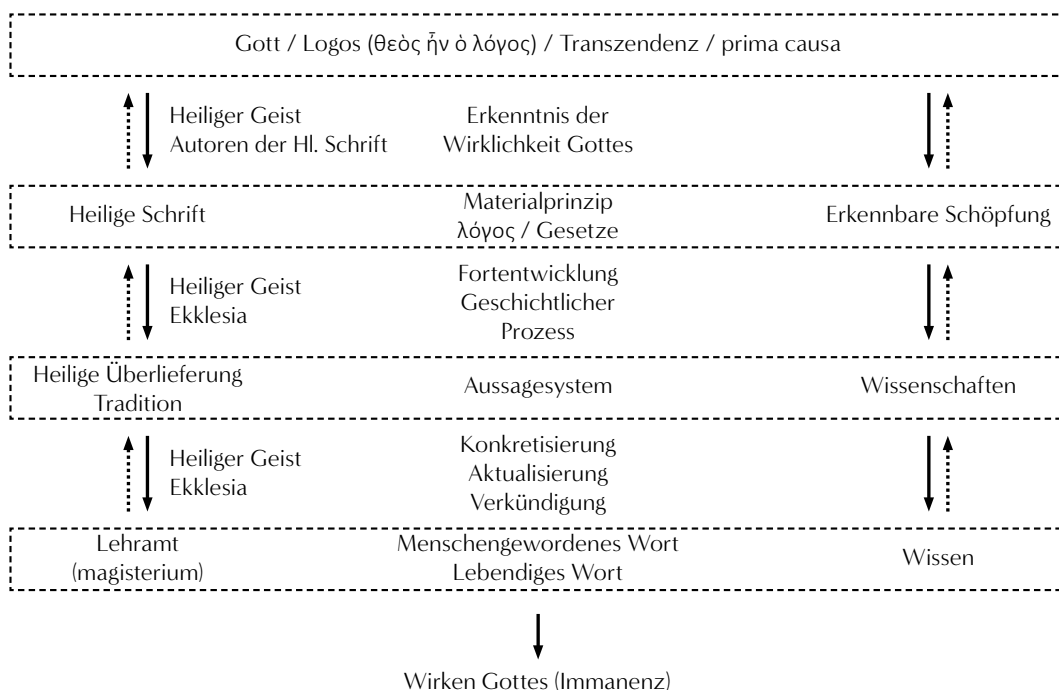 Gott / Logos (θεὸς ἦν ὁ λόγος) / Transzendenz / prima causa
Heiliger Geist
Autoren der Hl. Schrift
Erkenntnis der
Wirklichkeit Gottes
Heilige Schrift
Materialprinzip
λόγος / Gesetze
Erkennbare Schöpfung
Heiliger Geist
Ekklesia
Fortentwicklung
Geschichtlicher
Prozess
Heilige Überlieferung
Tradition
Aussagesystem
Wissenschaften
Heiliger Geist
Ekklesia
Konkretisierung
Aktualisierung
Verkündigung
Lehramt
(magisterium)
Menschengewordenes Wort
Lebendiges Wort
Wissen
Wirken Gottes (Immanenz)